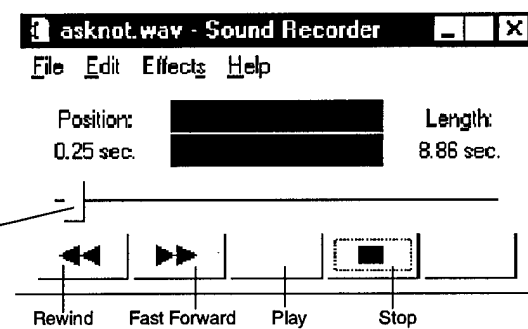 asknot.wav - Sound Recorder
File Edit Effects Help
Position:
0.25 sec.
Length:
8.86 sec.
Rewind Fast Forward Play Stop